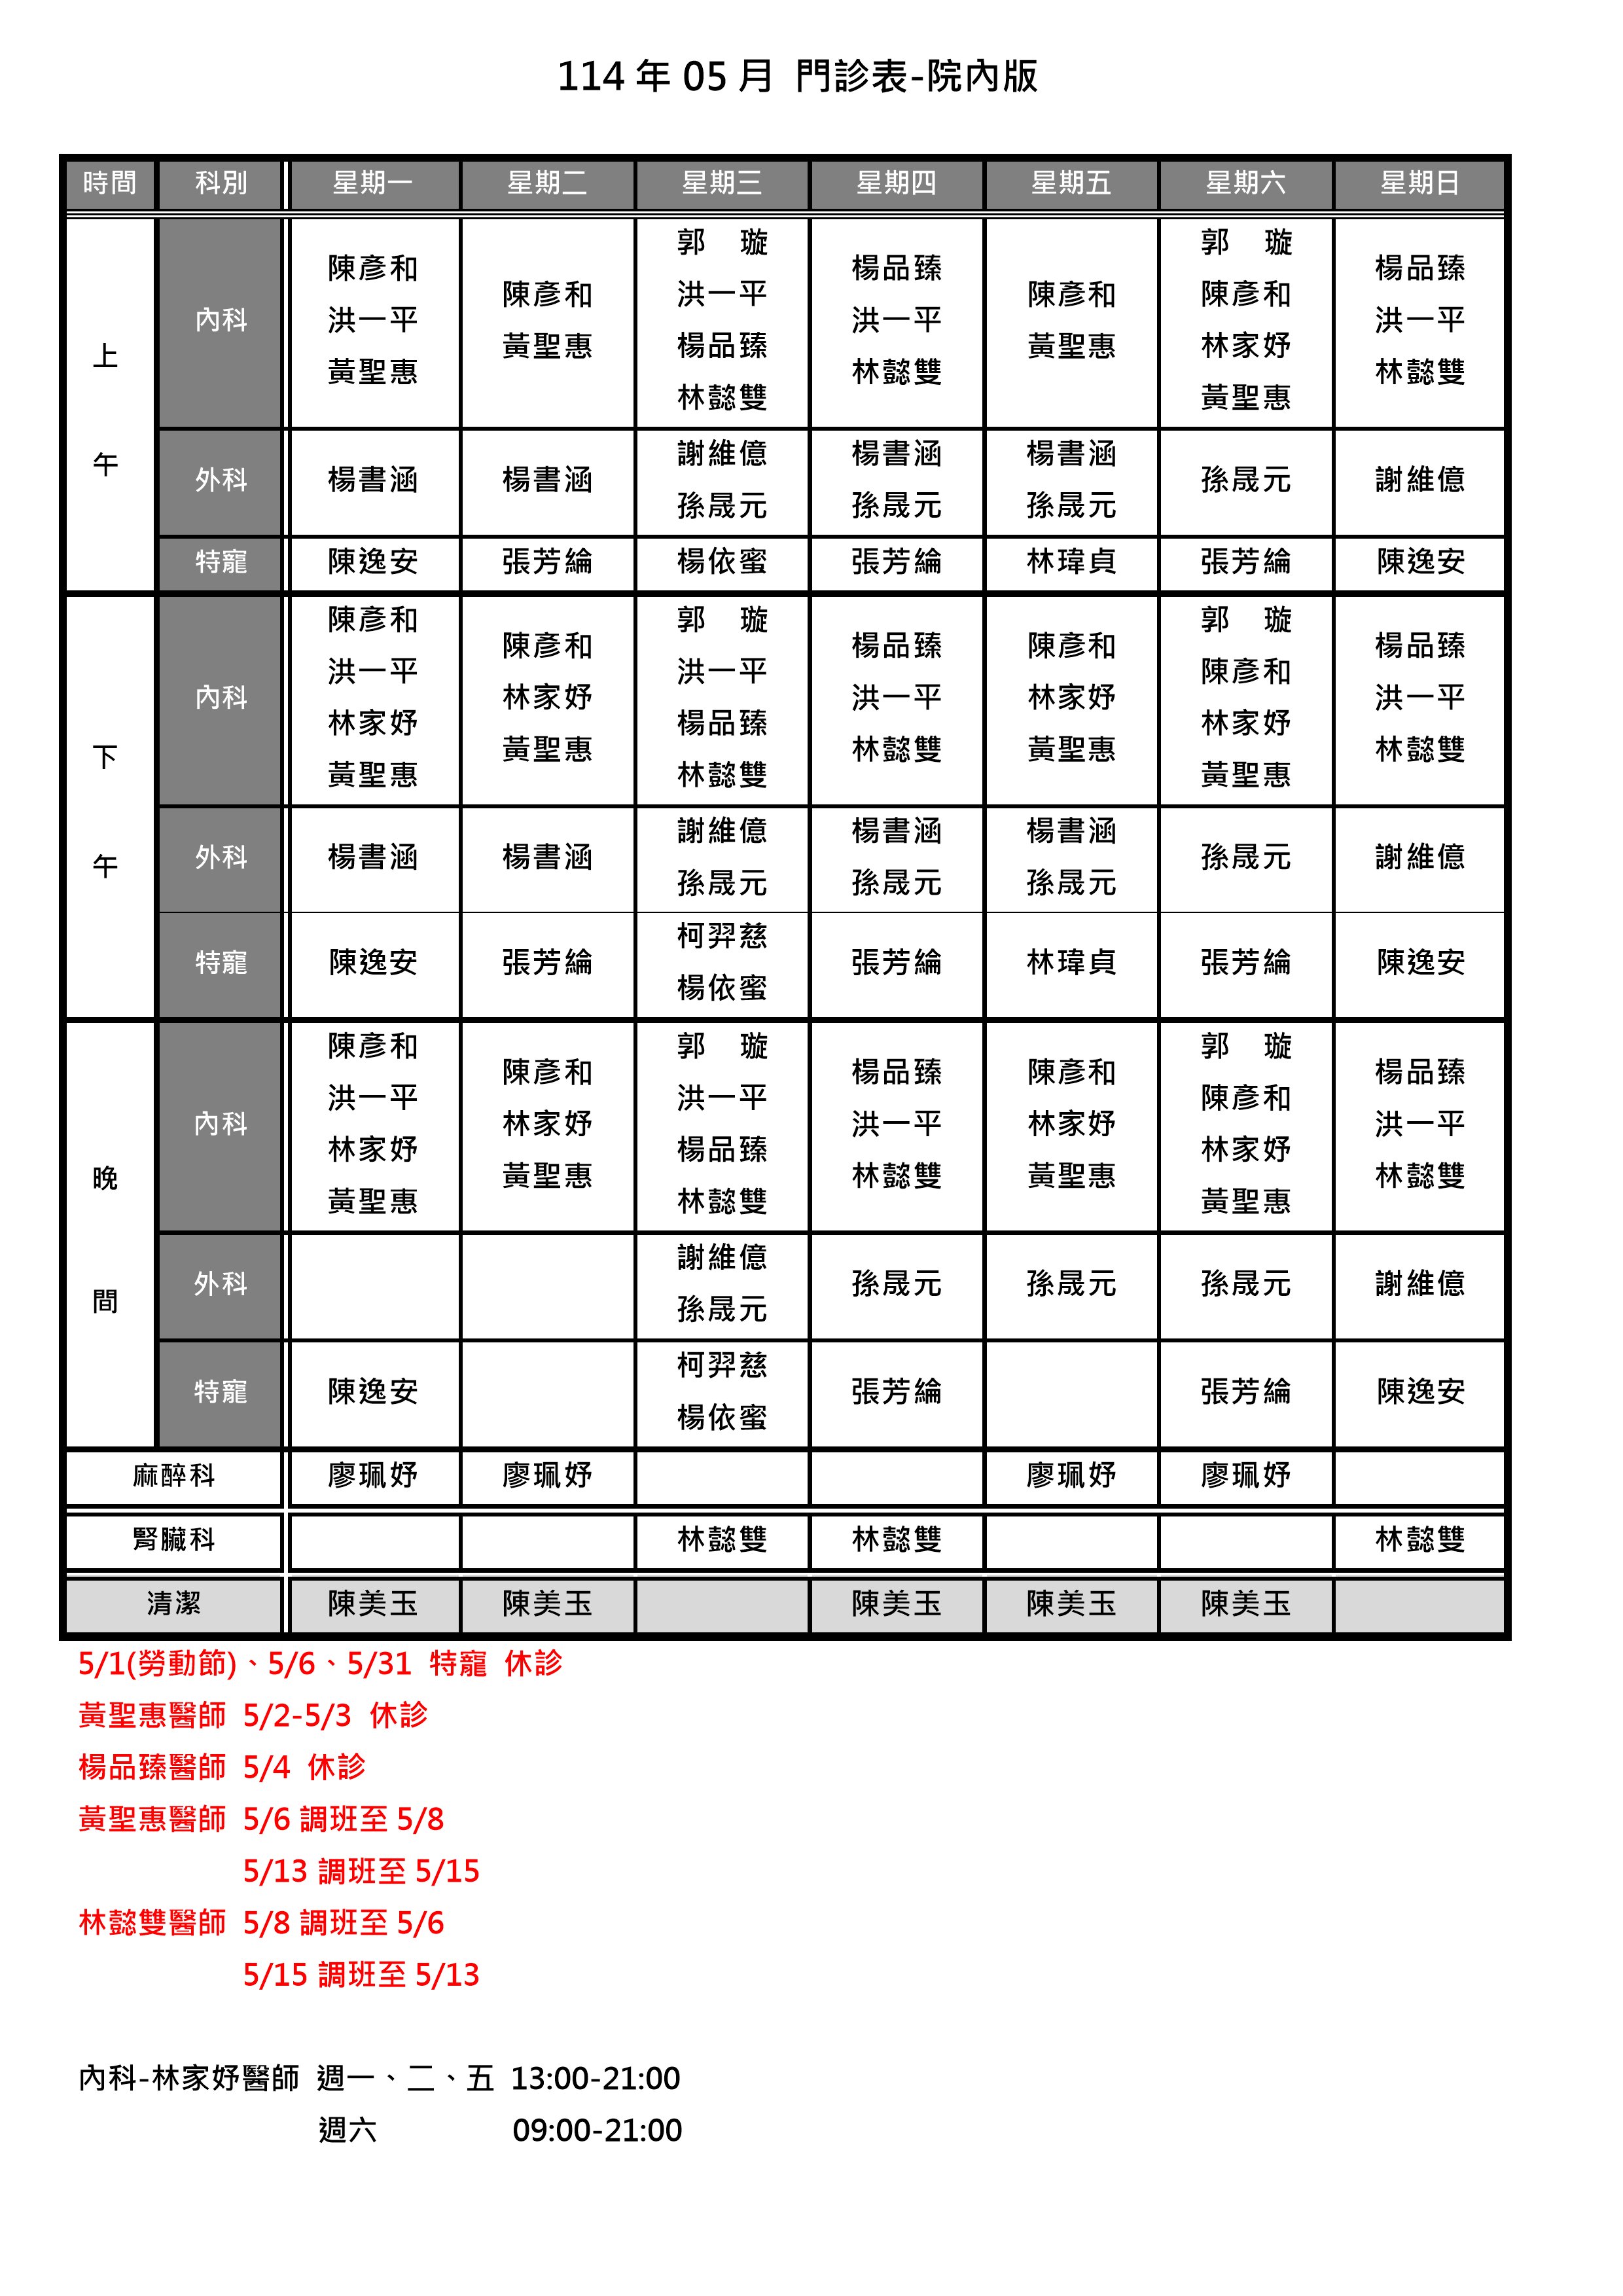 114 年 05 月 門診表-院內版
時間 科別 星期一 星期二 星期三 星期四 星期五 星期六 星期日
上午
內科
陳彥和
洪一平
黃聖惠
陳彥和
黃聖惠
郭 璇
洪一平
楊品臻
林懿雙
楊品臻
洪一平
林懿雙
陳彥和
黃聖惠
郭 璇
陳彥和
林家妤
黃聖惠
楊品臻
洪一平
林懿雙
外科
楊書涵
楊書涵
謝維億
孫晟元
楊書涵
孫晟元
楊書涵
孫晟元
孫晟元
謝維億
特寵 陳逸安 張芳綸 楊依蜜 張芳綸 林瑋貞 張芳綸 陳逸安
下午
內科
陳彥和
洪一平
林家妤
黃聖惠
陳彥和
林家妤
黃聖惠
郭 璇
洪一平
楊品臻
林懿雙
楊品臻
洪一平
林懿雙
陳彥和
林家妤
黃聖惠
郭 璇
陳彥和
林家妤
黃聖惠
楊品臻
洪一平
林懿雙
外科
楊書涵
楊書涵
謝維億
孫晟元
楊書涵
孫晟元
楊書涵
孫晟元
孫晟元
謝維億
特寵
陳逸安
張芳綸
柯羿慈
楊依蜜
張芳綸
林瑋貞
張芳綸
陳逸安
晚間
內科
陳彥和
洪一平
林家妤
黃聖惠
陳彥和
林家妤
黃聖惠
郭 璇
洪一平
楊品臻
林懿雙
楊品臻
洪一平
林懿雙
陳彥和
林家妤
黃聖惠
郭 璇
陳彥和
林家妤
黃聖惠
楊品臻
洪一平
林懿雙
外科
謝維億
孫晟元
孫晟元
孫晟元
孫晟元
謝維億
特寵
陳逸安
柯羿慈
楊依蜜
張芳綸
張芳綸
陳逸安
麻醉科 廖珮妤 廖珮妤 廖珮妤 廖珮妤
腎臟科 林懿雙 林懿雙 林懿雙
清潔 陳美玉 陳美玉 陳美玉 陳美玉 陳美玉
5/1(勞動節)、5/6、5/31 特寵 休診
黃聖惠醫師 5/2-5/3 休診
楊品臻醫師 5/4 休診
黃聖惠醫師 5/6 調班至 5/8
5/13 調班至 5/15
林懿雙醫師 5/8 調班至 5/6
5/15 調班至 5/13
內科-林家妤醫師 週一、二、五 13:00-21:00
週六 09:00-21:00